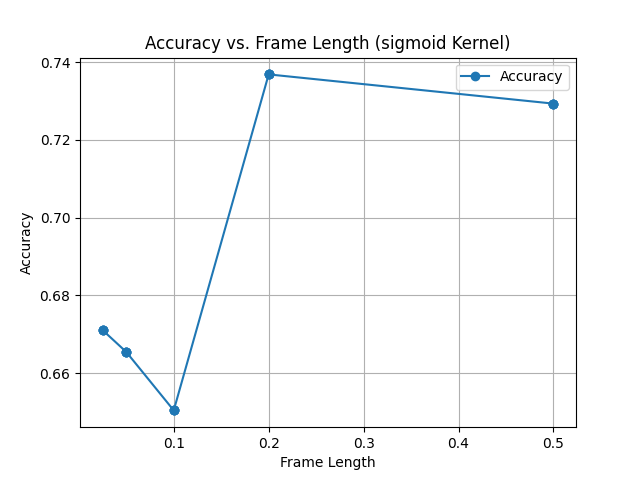 Accuracy vs. Frame Length (sigmoid Kernel)
Accuracy
0.74
0.72
0.70
0.68
0.66
Accuracy
0.1
0.2
0.3
0.4
0.5
Frame Length